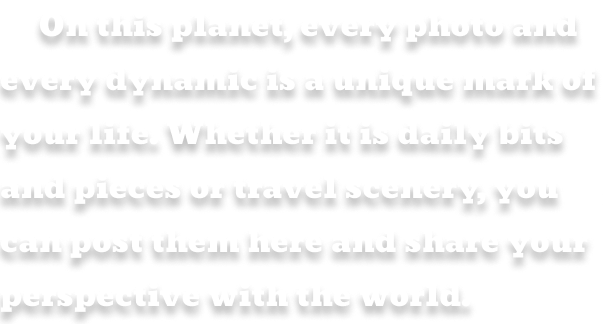 On this planet, every photo and
every dynamic is a unique mark of
your life. Whether it is daily bits
and pieces or travel scenery, you
can post them here and share your
perspective with the world.